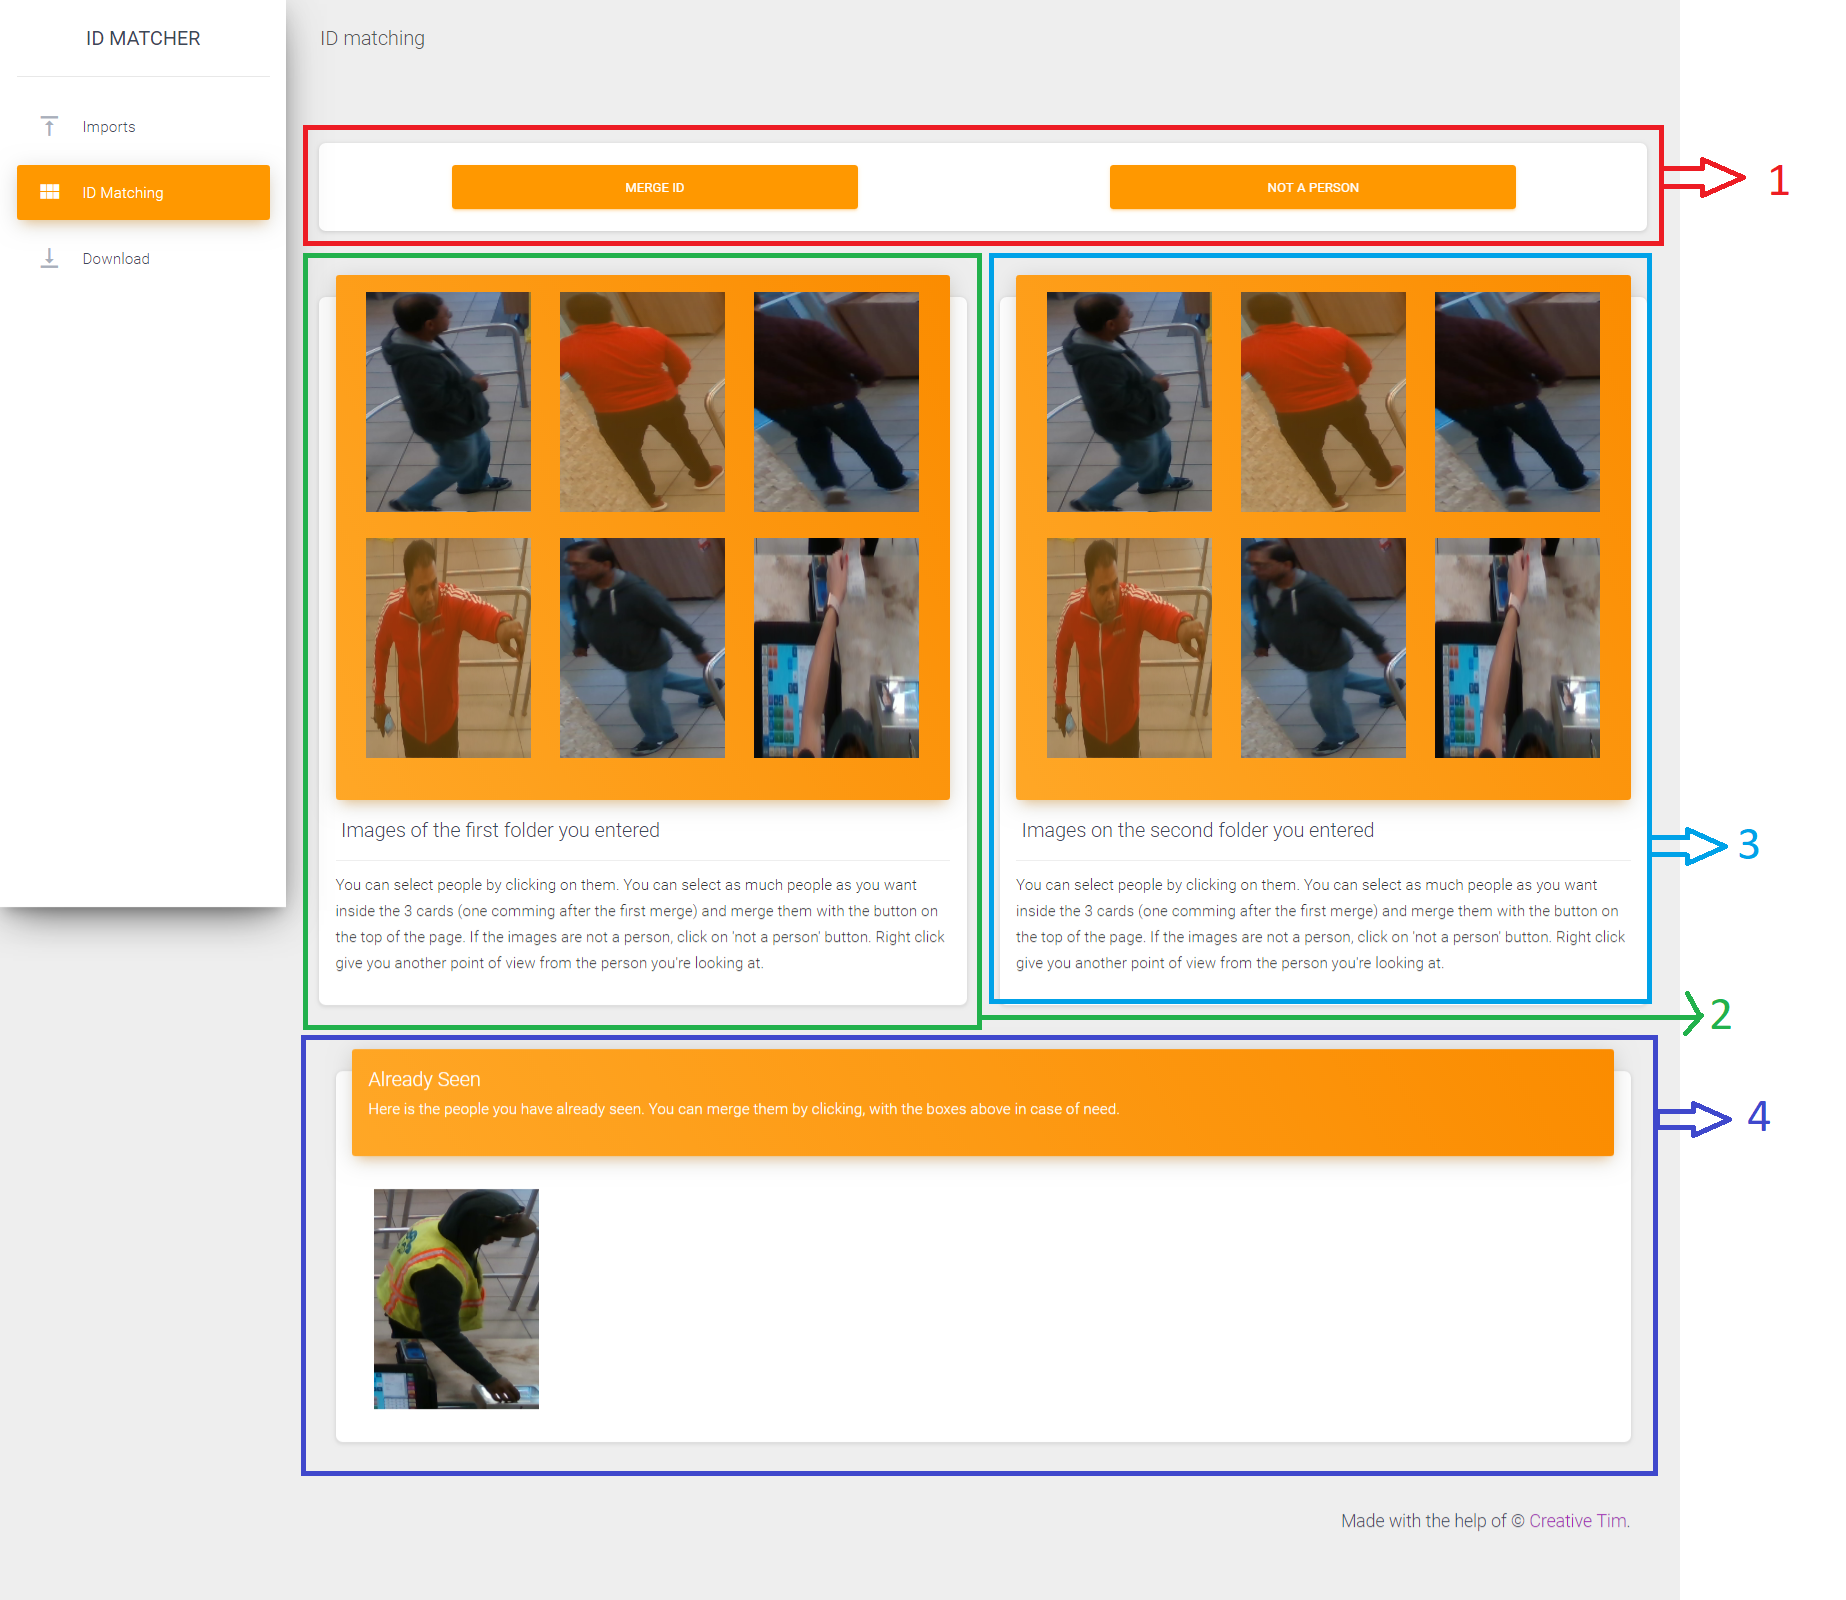 ID MATCHER
ID matching
Imports
ID Matching
Download
MERGE ID
NOT A PERSON
1
Images of the first folder you entered
You can select people by clicking on them. You can select as much people as you want
inside the 3 cards (one comming after the first merge) and merge them with the button on
the top of the page. If the images are not a person, click on 'not a person' button. Right click
give you another point of view from the person you're looking at.
Images on the second folder you entered
You can select people by clicking on them. You can select as much people as you want
inside the 3 cards (one comming after the first merge) and merge them with the button on
the top of the page. If the images are not a person, click on 'not a person' button. Right click
give you another point of view from the person you're looking at.
3
2
Already Seen
Here is the people you have already seen. You can merge them by clicking, with the boxes above in case of need.
4
Made with the help of © Creative Tim.